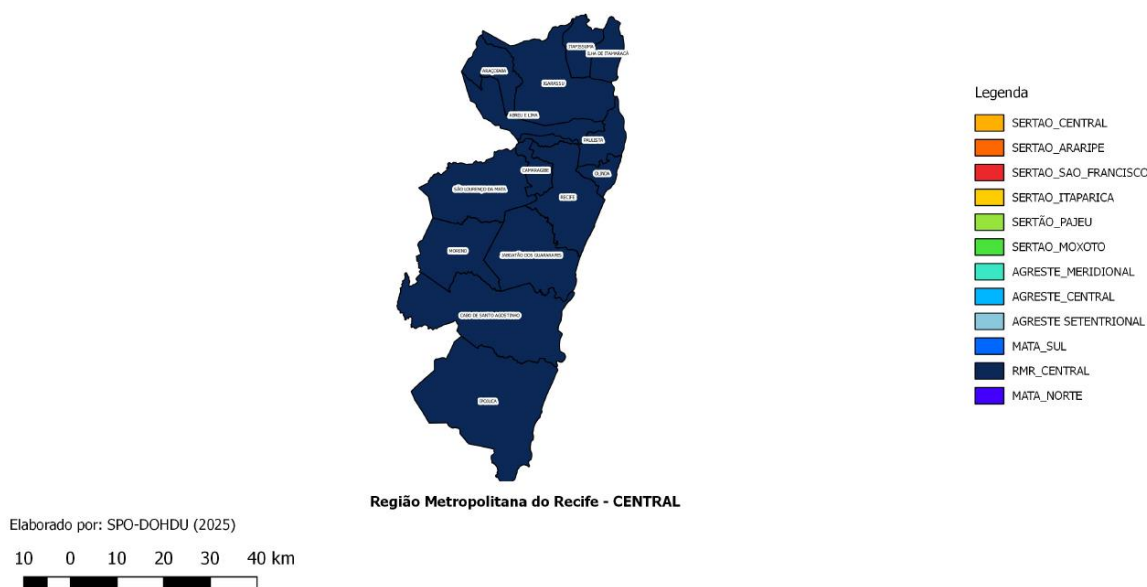 ITAPISSUMA
ILHA DE ITAMARACÁ
ARAÇOIABA
IGARASSU
ABREU E LIMA
PAULISTA
CAMARAGIBE
OLINDA
SÃO LOURENÇO DA MATA
RECIFE
MORENO
JABOATÃO DOS GUARARAPES
CABO DE SANTO AGOSTINHO
IPOJUCA
Região Metropolitana do Recife - CENTRAL
Legenda
SERTAO_CENTRAL
SERTAO_ARARIPE
SERTAO_SAO_FRANCISCO
SERTAO_ITAPARICA
SERTÃO_PAJEU
SERTAO_MOXOTO
AGRESTE_MERIDIONAL
AGRESTE_CENTRAL
AGRESTE SETENTRIONAL
MATA_SUL
RMR_CENTRAL
MATA_NORTE
Elaborado por: SPO-DOHDU (2025)
10 0 10 20 30 40 km